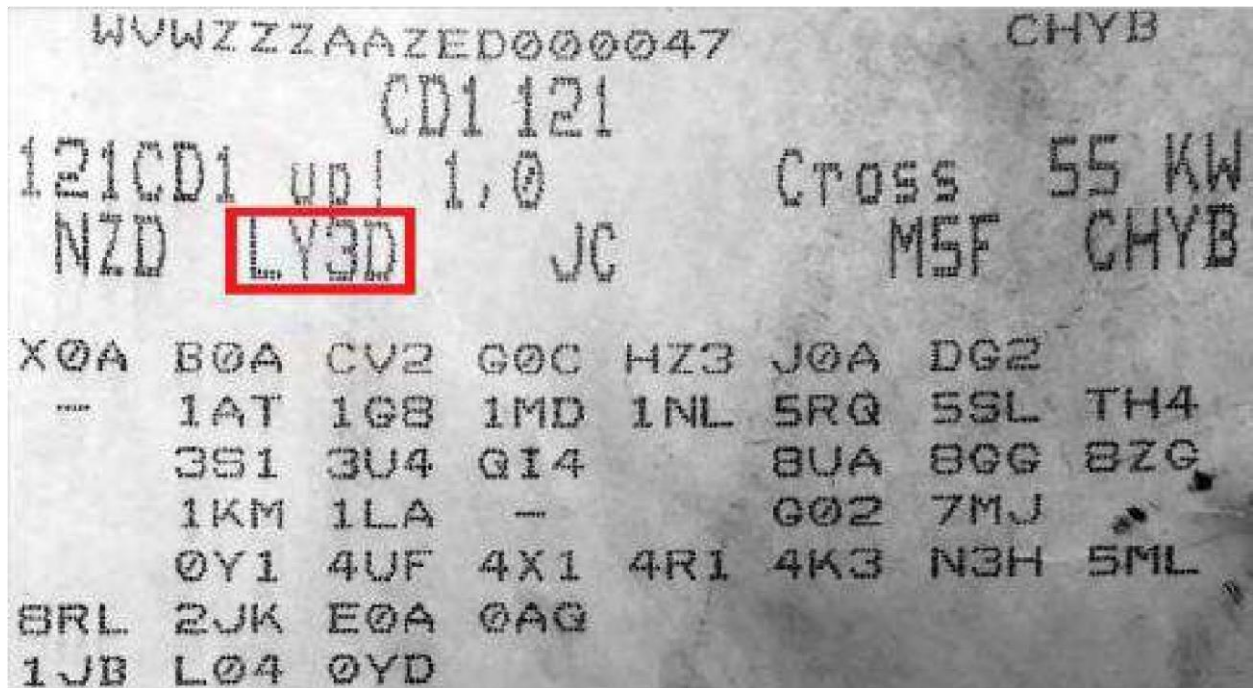 WVWZZZAAZED000047 CHYB
CD1 121
121CD1 up! 1,0 Cross 55 KW
NZD LY3D JC M5F CHYB
X0A B0A CV2 G0C HZ3 J0A DG2
- 1AT 1G8 1MD 1NL 5RQ 5SL TH4
3S1 3U4 QI4 8UA 8GG 8ZG
1KM 1LA - G02 7MJ
0Y1 4UF 4X1 4R1 4K3 N3H 5ML
8RL 2JK E0A 0AG
1JB L04 0YD